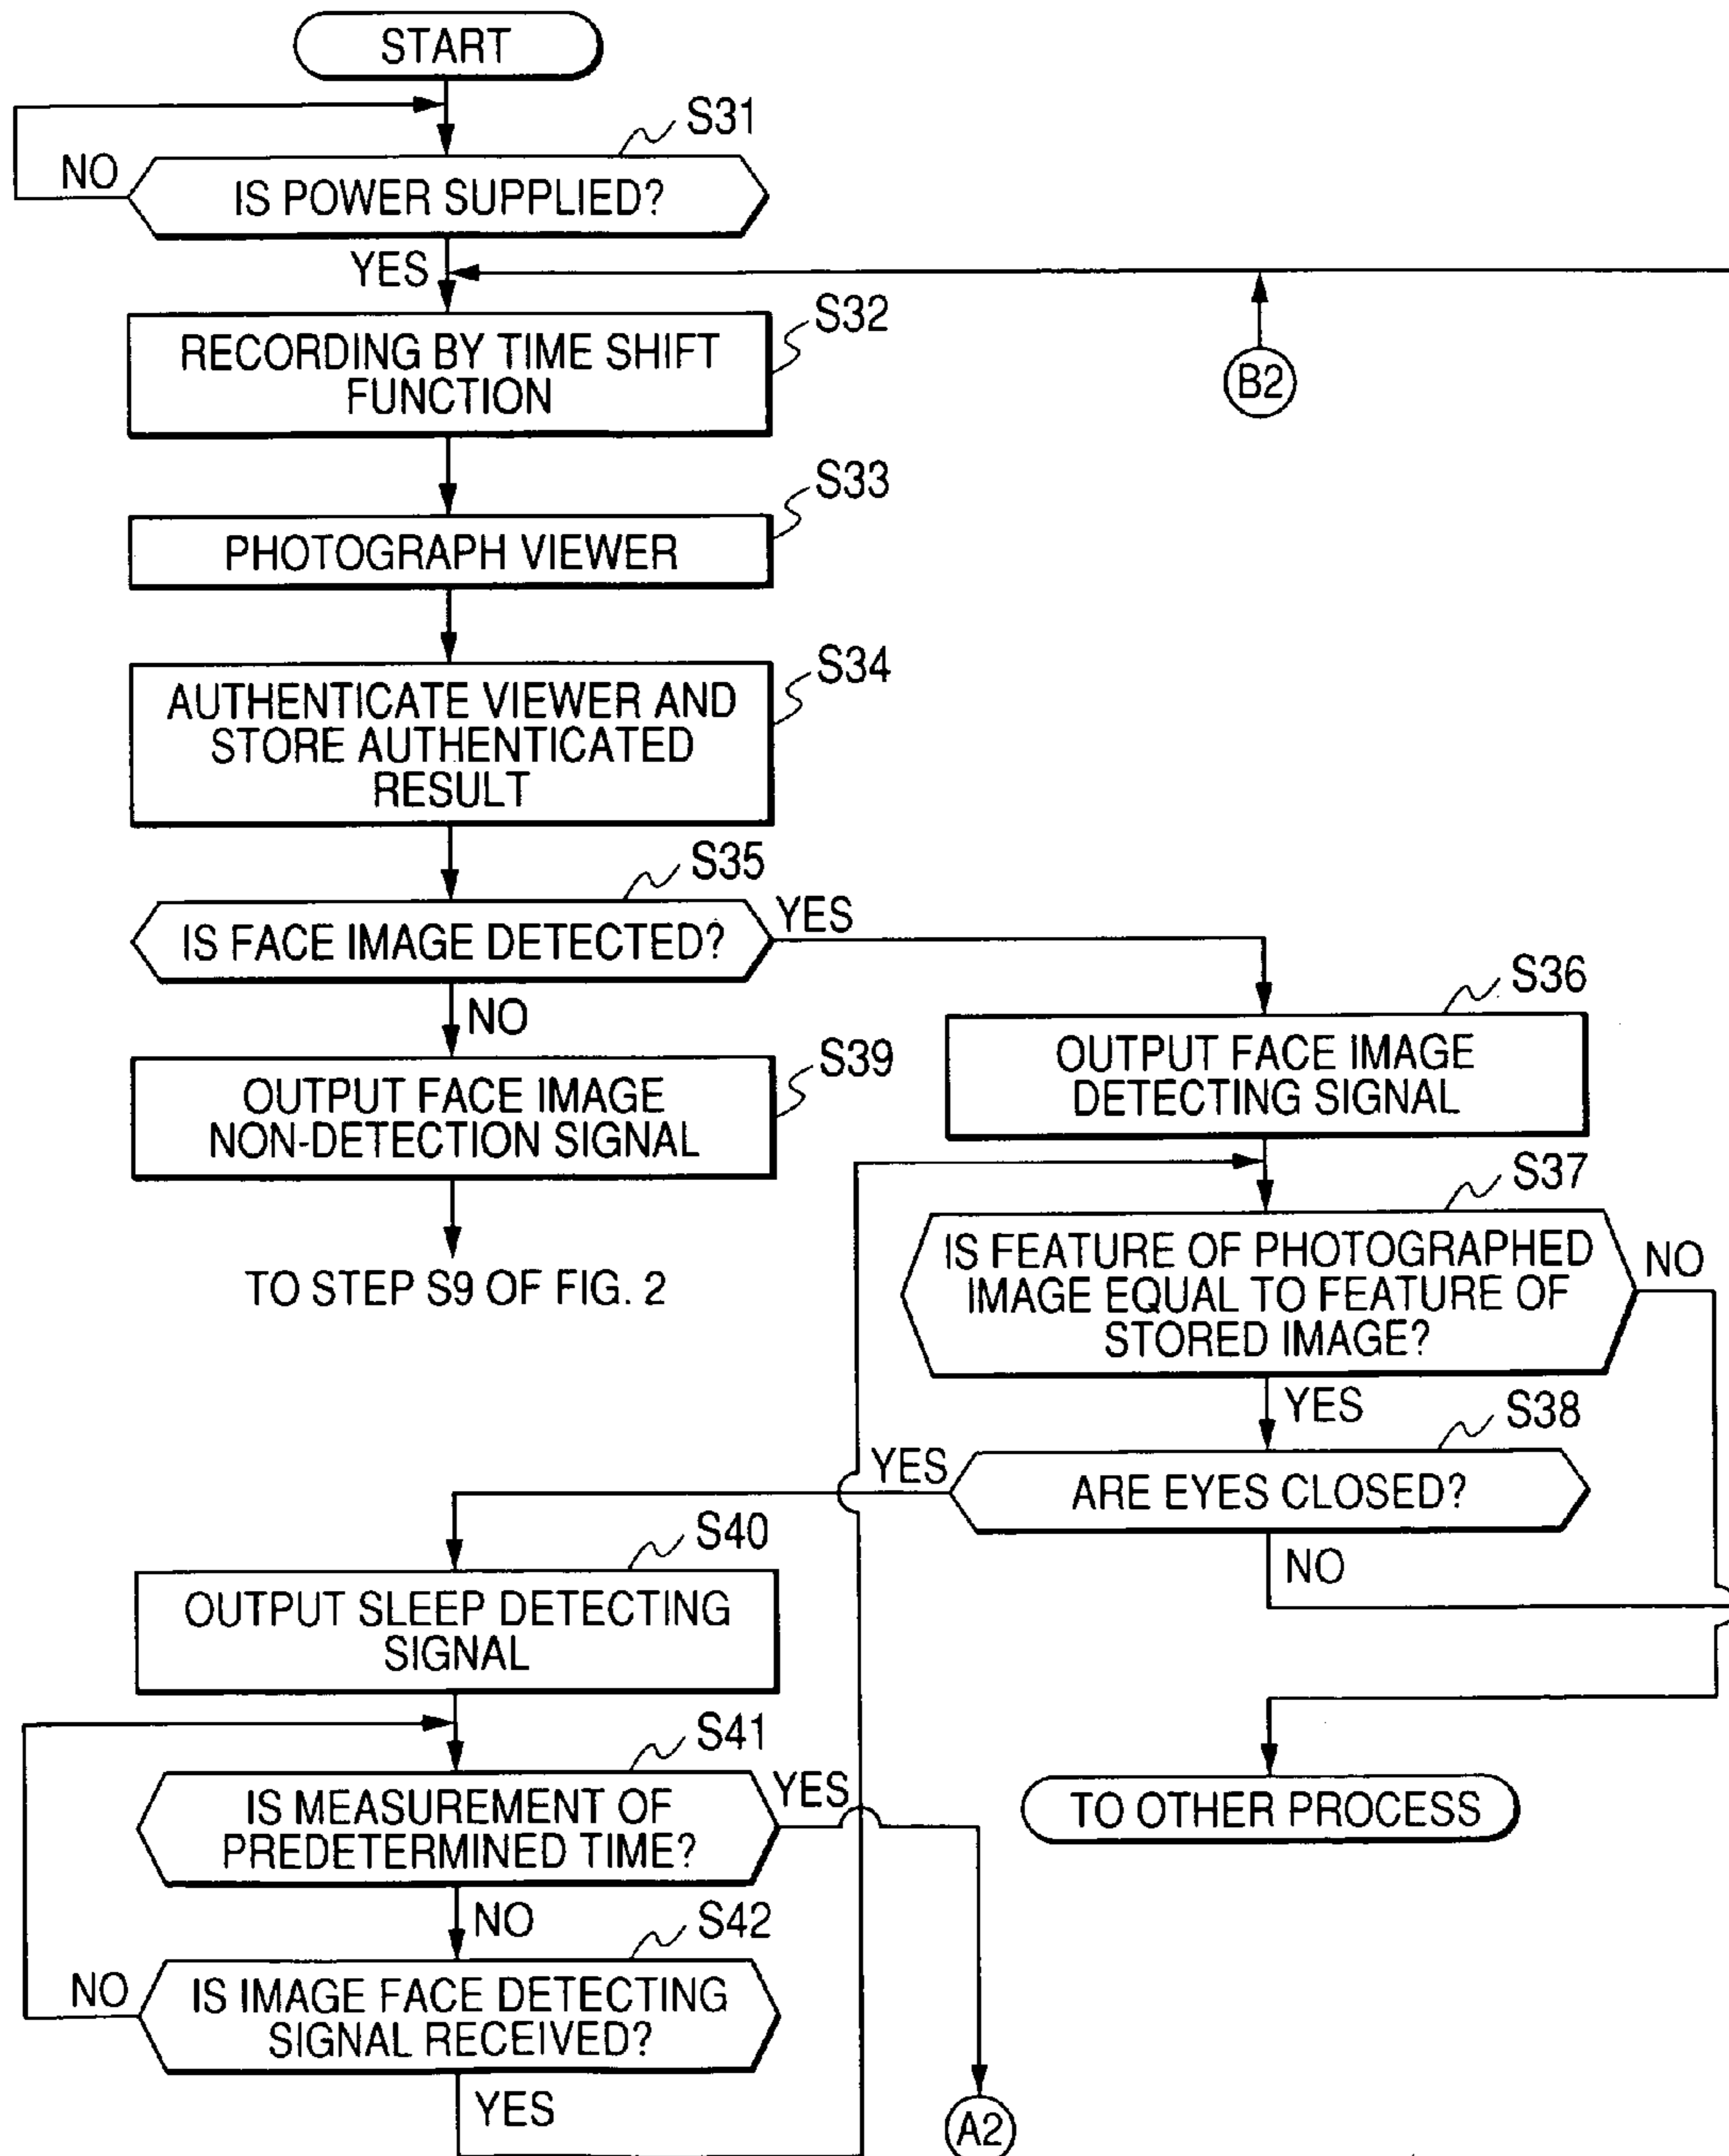 START
S31
NO
IS POWER SUPPLIED?
YES
S32
RECORDING BY TIME SHIFT
FUNCTION
B2
S33
PHOTOGRAPH VIEWER
S34
AUTHENTICATE VIEWER AND
STORE AUTHENTICATED
RESULT
S35
IS FACE IMAGE DETECTED?
YES
NO
S36
OUTPUT FACE IMAGE
DETECTING SIGNAL
S39
OUTPUT FACE IMAGE
NON-DETECTION SIGNAL
TO STEP S9 OF FIG. 2
S37
IS FEATURE OF PHOTOGRAPHED
IMAGE EQUAL TO FEATURE OF
STORED IMAGE?
NO
YES
S38
ARE EYES CLOSED?
YES
NO
S40
OUTPUT SLEEP DETECTING
SIGNAL
S41
IS MEASUREMENT OF
PREDETERMINED TIME?
YES
NO
TO OTHER PROCESS
S42
IS IMAGE FACE DETECTING
SIGNAL RECEIVED?
NO
YES
A2